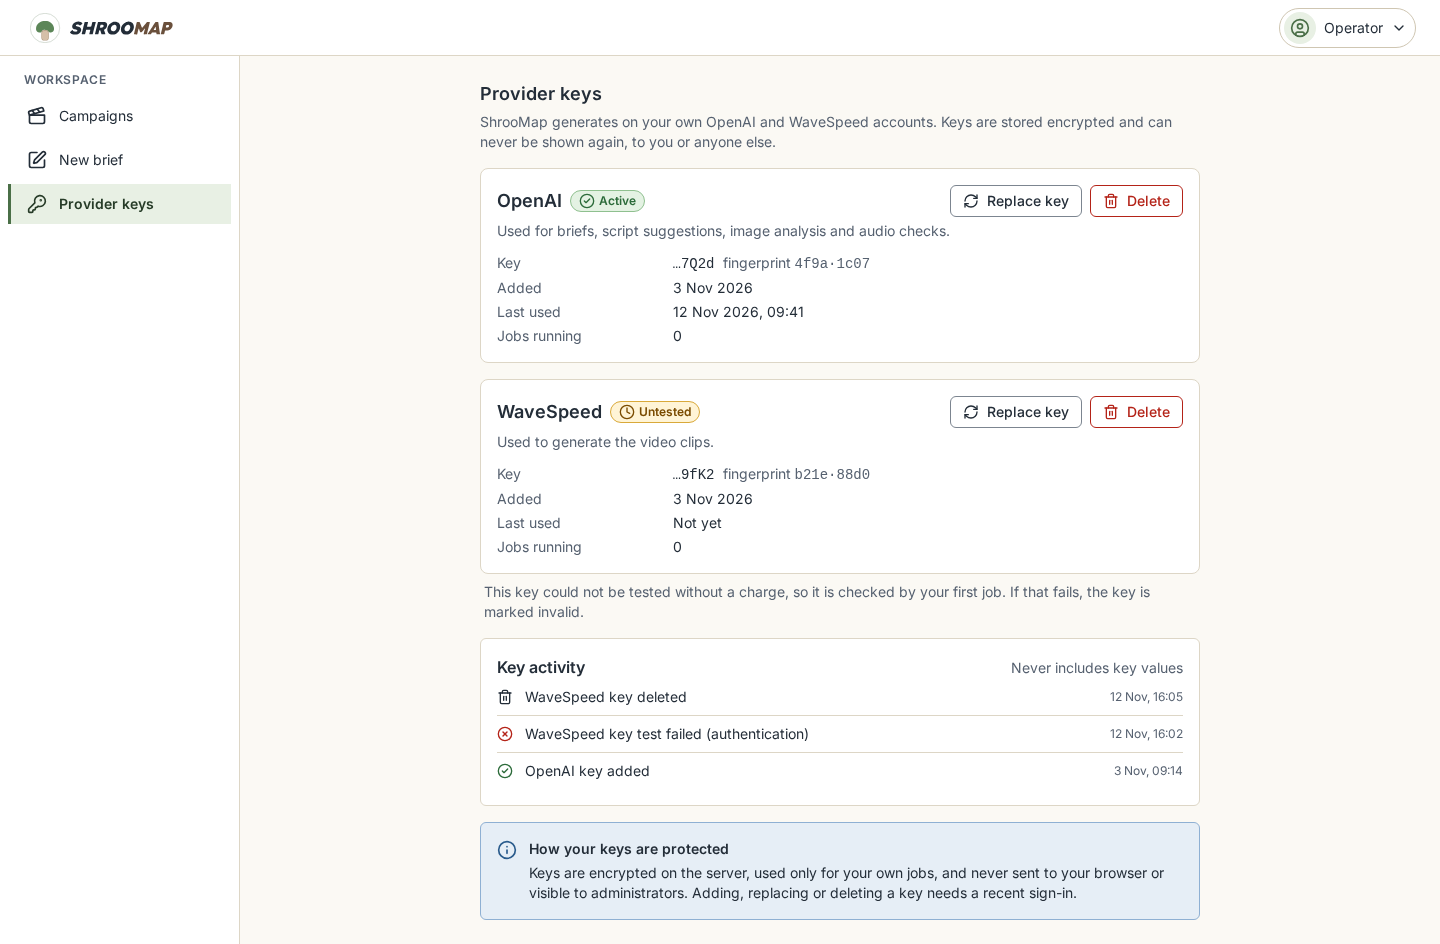 SHROOMAP
Operator
WORKSPACE
Campaigns
New brief
Provider keys
Provider keys
ShrooMap generates on your own OpenAI and WaveSpeed accounts. Keys are stored encrypted and can
never be shown again, to you or anyone else.
OpenAI Active Replace key Delete
Used for briefs, script suggestions, image analysis and audio checks.
Key …7Q2d fingerprint 4f9a·1c07
Added 3 Nov 2026
Last used 12 Nov 2026, 09:41
Jobs running 0
WaveSpeed Untested Replace key Delete
Used to generate the video clips.
Key …9fK2 fingerprint b21e·88d0
Added 3 Nov 2026
Last used Not yet
Jobs running 0
This key could not be tested without a charge, so it is checked by your first job. If that fails, the key is
marked invalid.
Key activity Never includes key values
WaveSpeed key deleted 12 Nov, 16:05
WaveSpeed key test failed (authentication) 12 Nov, 16:02
OpenAI key added 3 Nov, 09:14
How your keys are protected
Keys are encrypted on the server, used only for your own jobs, and never sent to your browser or
visible to administrators. Adding, replacing or deleting a key needs a recent sign-in.